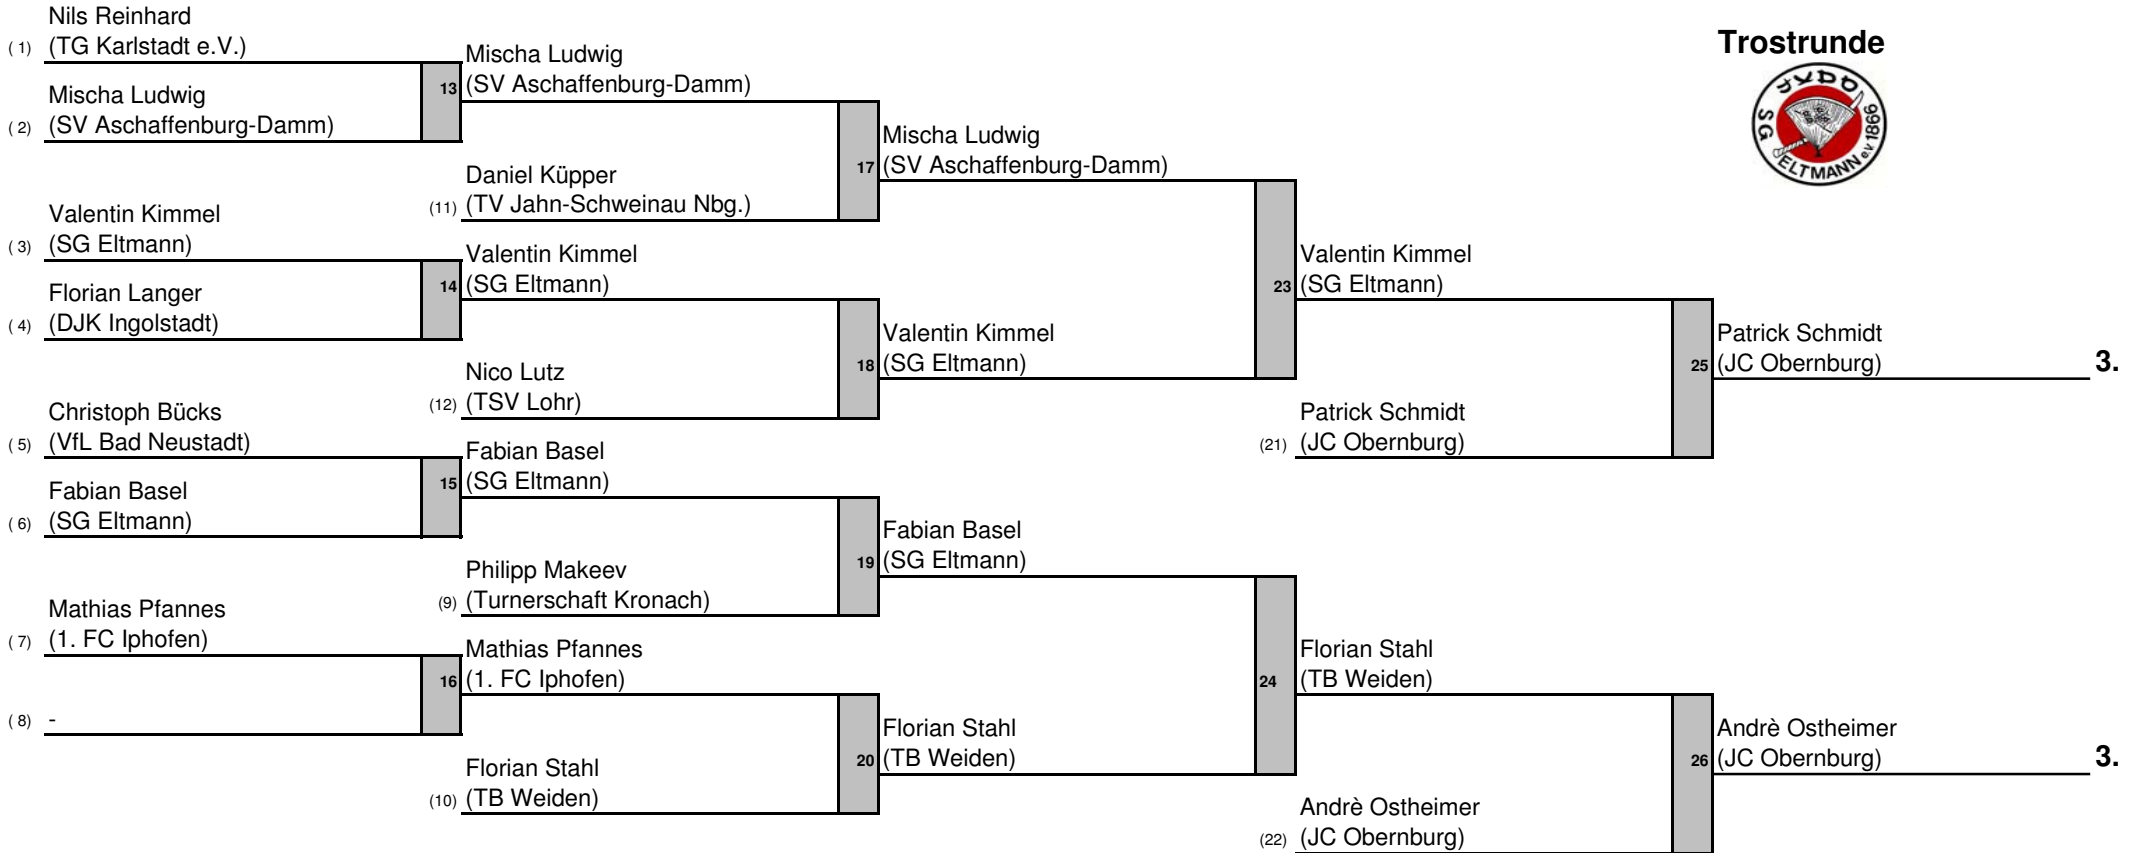 Trostrunde
JUDO
SG ELTMANN e.V. 1866
Nils Reinhard
( 1) (TG Karlstadt e.V.)
Mischa Ludwig
( 2) (SV Aschaffenburg-Damm)
Valentin Kimmel
( 3) (SG Eltmann)
Florian Langer
( 4) (DJK Ingolstadt)
Christoph Bücks
( 5) (VfL Bad Neustadt)
Fabian Basel
( 6) (SG Eltmann)
Mathias Pfannes
( 7) (1. FC Iphofen)
( 8) -
Mischa Ludwig
13 (SV Aschaffenburg-Damm)
Daniel Küpper
(11) (TV Jahn-Schweinau Nbg.)
Valentin Kimmel
14 (SG Eltmann)
Nico Lutz
(12) (TSV Lohr)
Fabian Basel
15 (SG Eltmann)
Philipp Makeev
(9) (Turnerschaft Kronach)
Mathias Pfannes
16 (1. FC Iphofen)
Florian Stahl
(10) (TB Weiden)
Mischa Ludwig
17 (SV Aschaffenburg-Damm)
Valentin Kimmel
18 (SG Eltmann)
Fabian Basel
19 (SG Eltmann)
Florian Stahl
20 (TB Weiden)
Valentin Kimmel
23 (SG Eltmann)
Patrick Schmidt
(21) (JC Obernburg)
Florian Stahl
24 (TB Weiden)
Andrè Ostheimer
(22) (JC Obernburg)
Patrick Schmidt
25 (JC Obernburg) 3.
Andrè Ostheimer
26 (JC Obernburg) 3.